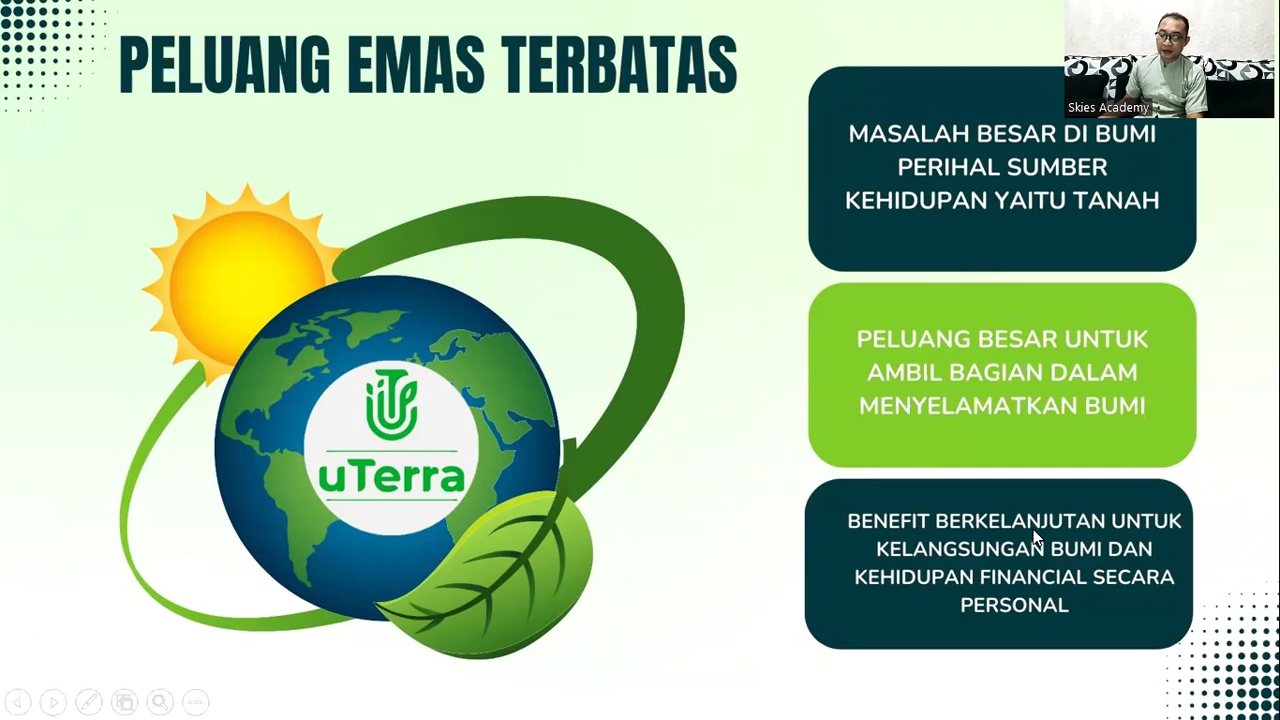 PELUANG EMAS TERBATAS
Skies Academy
MASALAH BESAR DI BUMI
PERIHAL SUMBER
KEHIDUPAN YAITU TANAH
uTerra
PELUANG BESAR UNTUK
AMBIL BAGIAN DALAM
MENYELAMATKAN BUMI
BENEFIT BERKELANJUTAN UNTUK
KELANGSUNGAN BUMI DAN
KEHIDUPAN FINANCIAL SECARA
PERSONAL